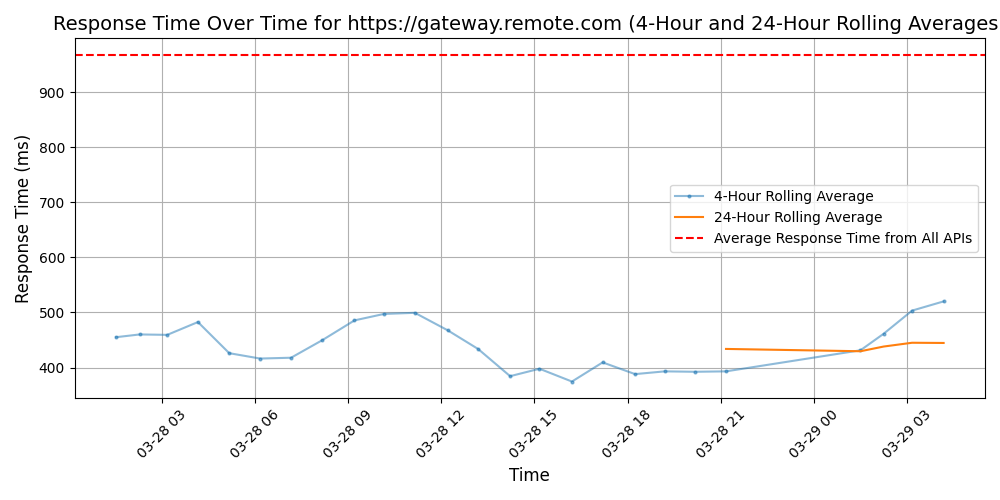 Response Time Over Time for https://gateway.remote.com (4-Hour and 24-Hour Rolling Averages
Response Time (ms)
900
800
700
600
500
400
4-Hour Rolling Average
24-Hour Rolling Average
Average Response Time from All APIs
03-28 03
03-28 06
03-28 09
03-28 12
03-28 15
03-28 18
03-28 21
03-29 00
03-29 03
Time